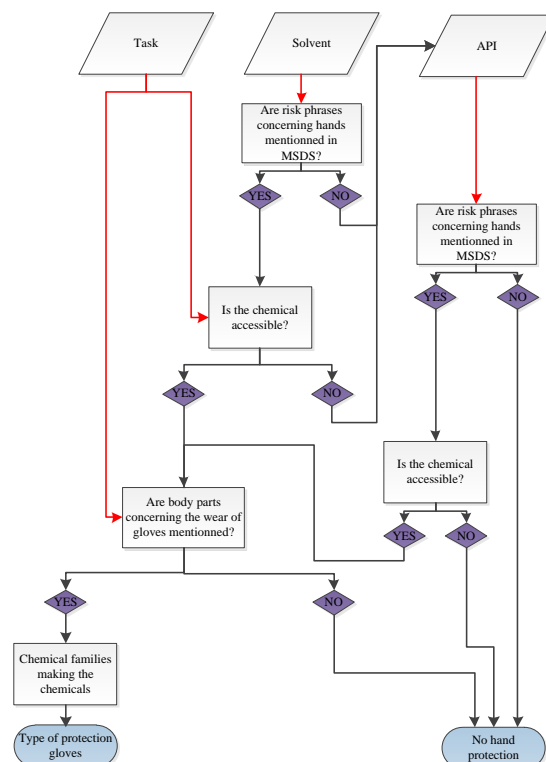 Task
Solvent
API
Are risk phrases
concerning hands
mentionned in
MSDS?
YES
NO
Are risk phrases
concerning hands
mentionned in
MSDS?
YES
NO
Is the chemical
accessible?
YES
NO
Is the chemical
accessible?
YES
NO
Are body parts
concerning the wear of
gloves mentionned?
YES
NO
Chemical families
making the
chemicals
Type of protection
gloves
No hand
protection